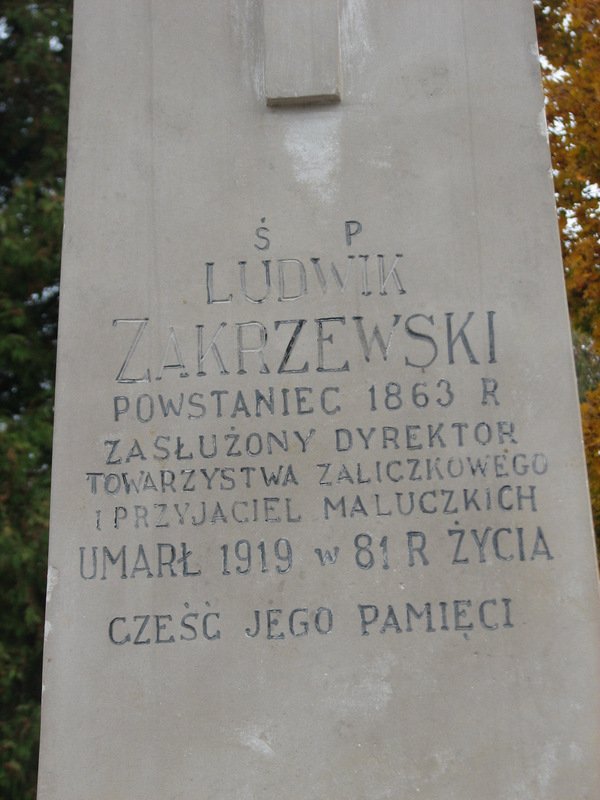 Ś P
LUDWIK
ZAKRZEWSKI
POWSTANIEC 1863 R
ZASŁUŻONY DYREKTOR
TOWARZYSTWA ZALICZKOWEGO
I PRZYJACIEL MALUCZKICH
UMARŁ 1919 w 81 R ŻYCIA
CZEŚĆ JEGO PAMIĘCI